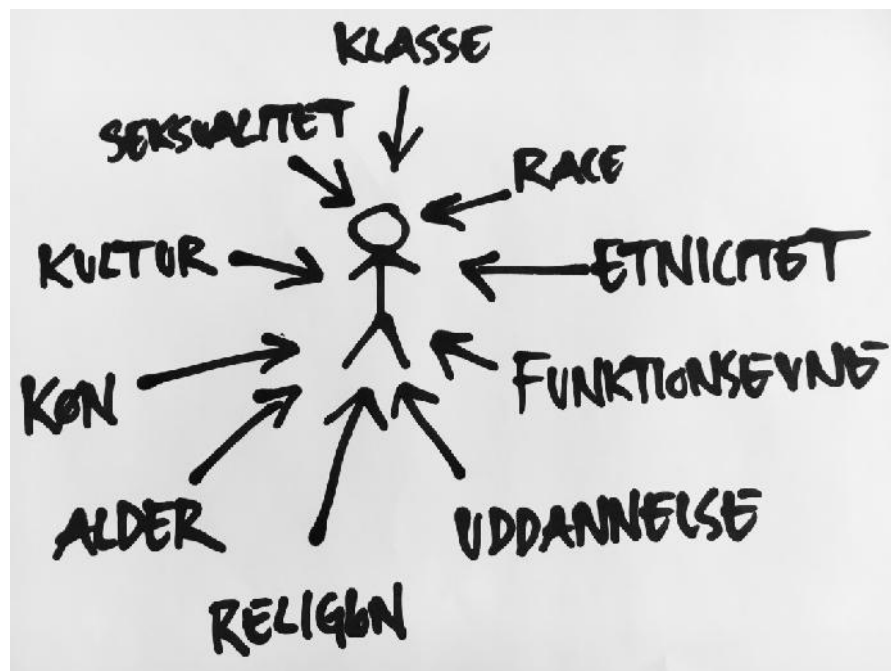 KLASSE
SEKSUALITET
RACE
KULTUR
ETNICITET
KØN
FUNKTIONSEVNE
ALDER
UDDANNELSE
RELIGION